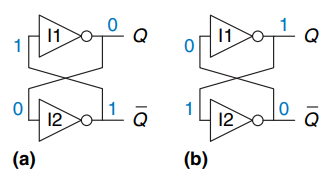 0 1
1 I1 Q 0 I1 Q
0 1 1 0
I2 Q̅ I2 Q̅
(a) (b)